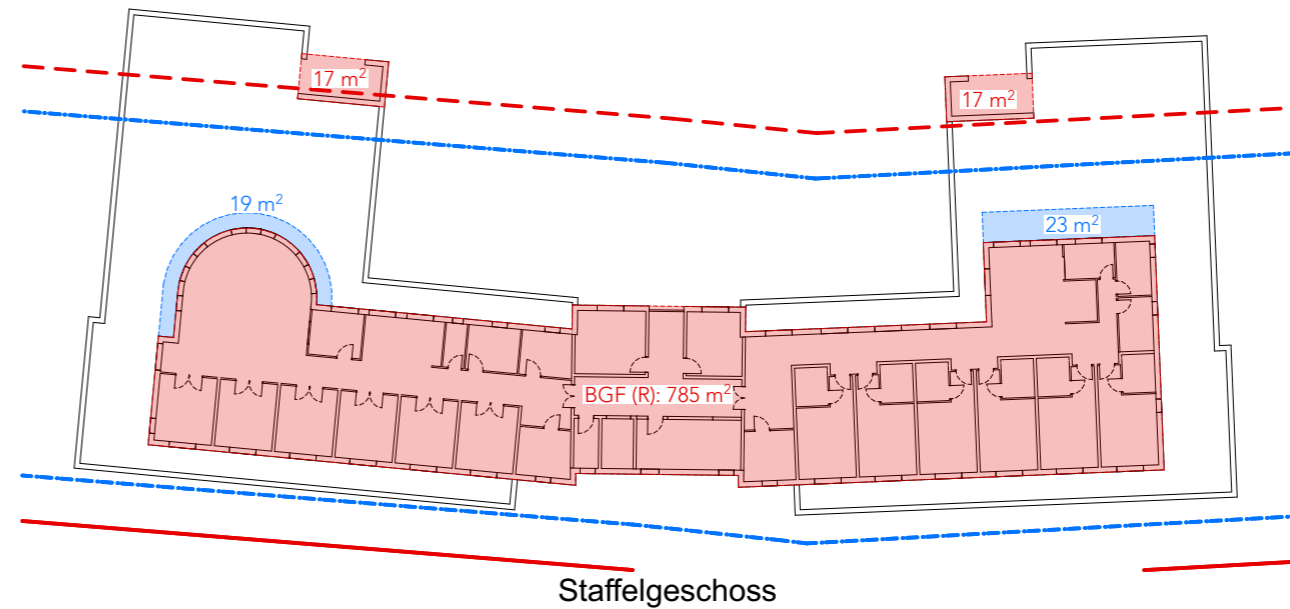 17 m²
17 m²
19 m²
23 m²
BGF (R): 785 m²
Staffelgeschoss